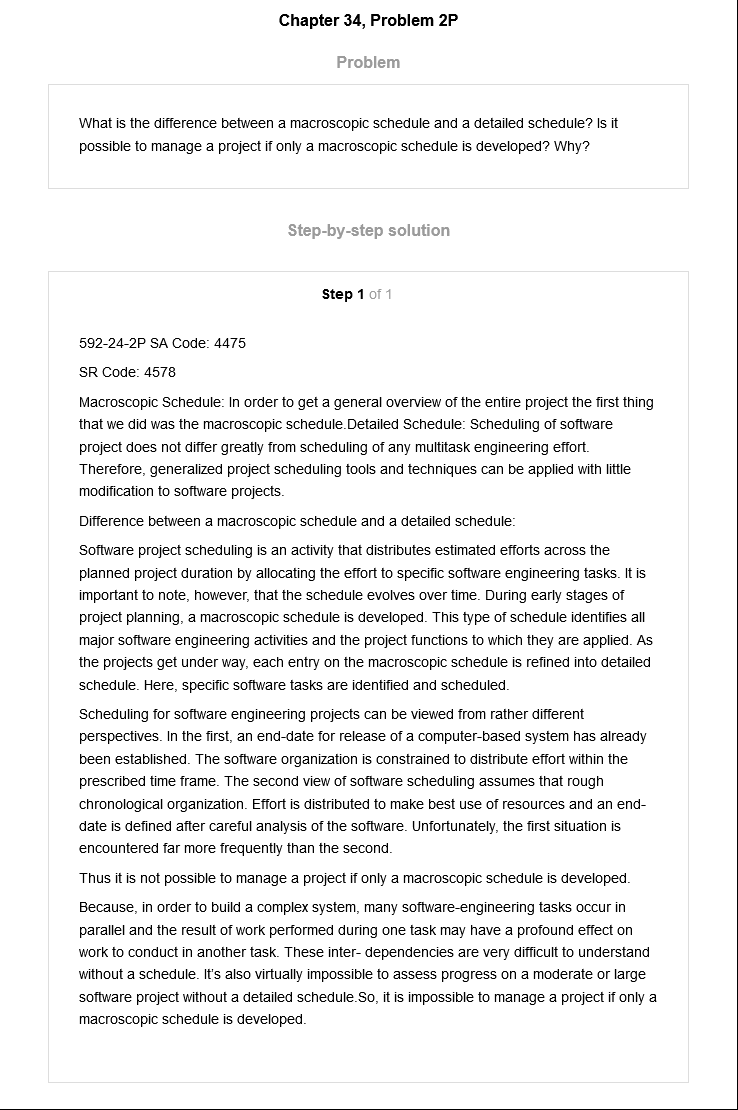 Chapter 34, Problem 2P
Problem
What is the difference between a macroscopic schedule and a detailed schedule? Is it
possible to manage a project if only a macroscopic schedule is developed? Why?
Step-by-step solution
Step 1 of 1
592-24-2P SA Code: 4475
SR Code: 4578
Macroscopic Schedule: In order to get a general overview of the entire project the first thing
that we did was the macroscopic schedule.Detailed Schedule: Scheduling of software
project does not differ greatly from scheduling of any multitask engineering effort.
Therefore, generalized project scheduling tools and techniques can be applied with little
modification to software projects.
Difference between a macroscopic schedule and a detailed schedule:
Software project scheduling is an activity that distributes estimated efforts across the
planned project duration by allocating the effort to specific software engineering tasks. It is
important to note, however, that the schedule evolves over time. During early stages of
project planning, a macroscopic schedule is developed. This type of schedule identifies all
major software engineering activities and the project functions to which they are applied. As
the projects get under way, each entry on the macroscopic schedule is refined into detailed
schedule. Here, specific software tasks are identified and scheduled.
Scheduling for software engineering projects can be viewed from rather different
perspectives. In the first, an end-date for release of a computer-based system has already
been established. The software organization is constrained to distribute effort within the
prescribed time frame. The second view of software scheduling assumes that rough
chronological organization. Effort is distributed to make best use of resources and an end-
date is defined after careful analysis of the software. Unfortunately, the first situation is
encountered far more frequently than the second.
Thus it is not possible to manage a project if only a macroscopic schedule is developed.
Because, in order to build a complex system, many software-engineering tasks occur in
parallel and the result of work performed during one task may have a profound effect on
work to conduct in another task. These inter- dependencies are very difficult to understand
without a schedule. It's also virtually impossible to assess progress on a moderate or large
software project without a detailed schedule.So, it is impossible to manage a project if only a
macroscopic schedule is developed.